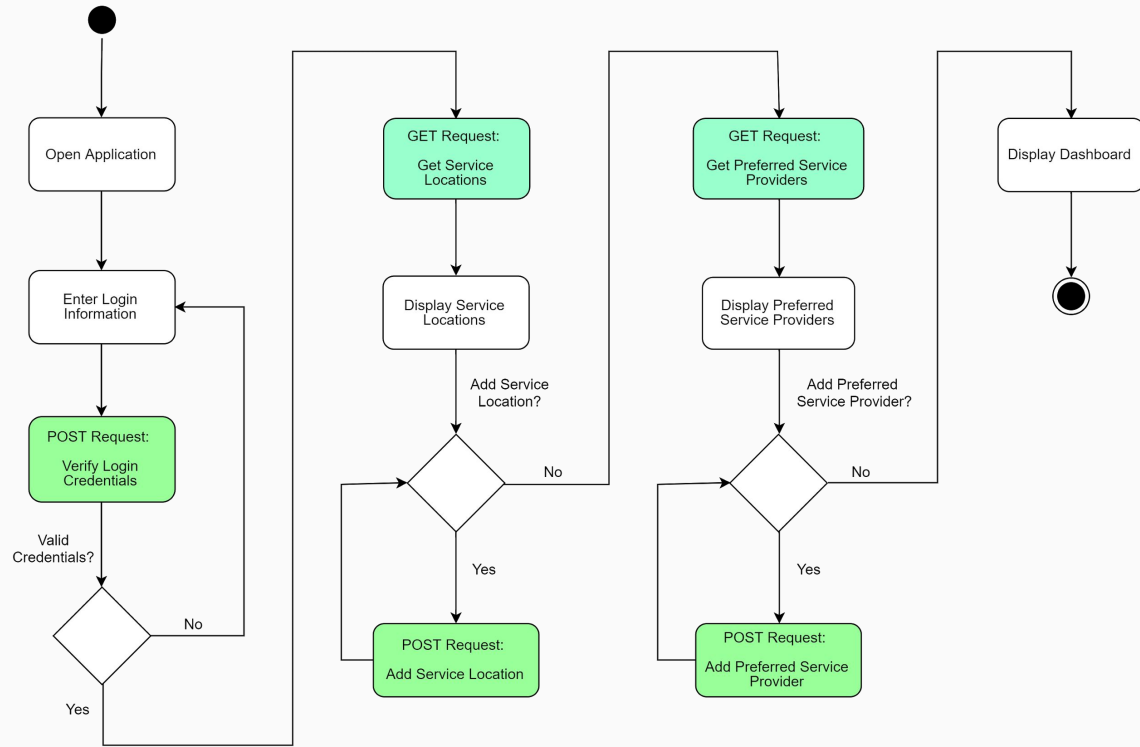 Open Application
Enter Login
Information
POST Request:
Verify Login
Credentials
Valid
Credentials?
No
Yes
GET Request:
Get Service
Locations
Display Service
Locations
Add Service
Location?
No
Yes
POST Request:
Add Service Location
GET Request:
Get Preferred Service
Providers
Display Preferred
Service Providers
Add Preferred
Service Provider?
No
Yes
POST Request:
Add Preferred Service
Provider
Display Dashboard